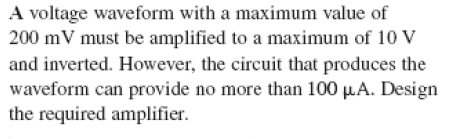 A voltage waveform with a maximum value of
200 mV must be amplified to a maximum of 10 V
and inverted. However, the circuit that produces the
waveform can provide no more than 100 μA. Design
the required amplifier.